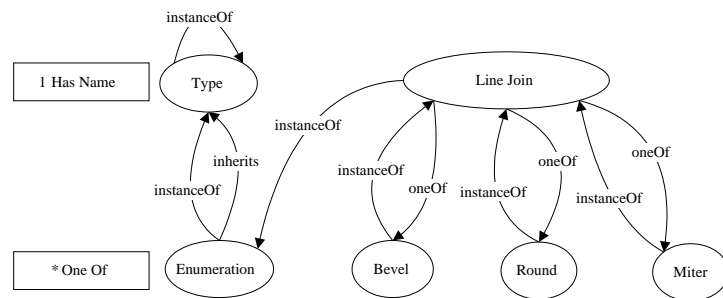 instanceOf
1 Has Name
Type
Line Join
instanceOf
inherits
instanceOf
instanceOf
oneOf
instanceOf
oneOf
instanceOf
oneOf
* One Of
Enumeration
Bevel
Round
Miter